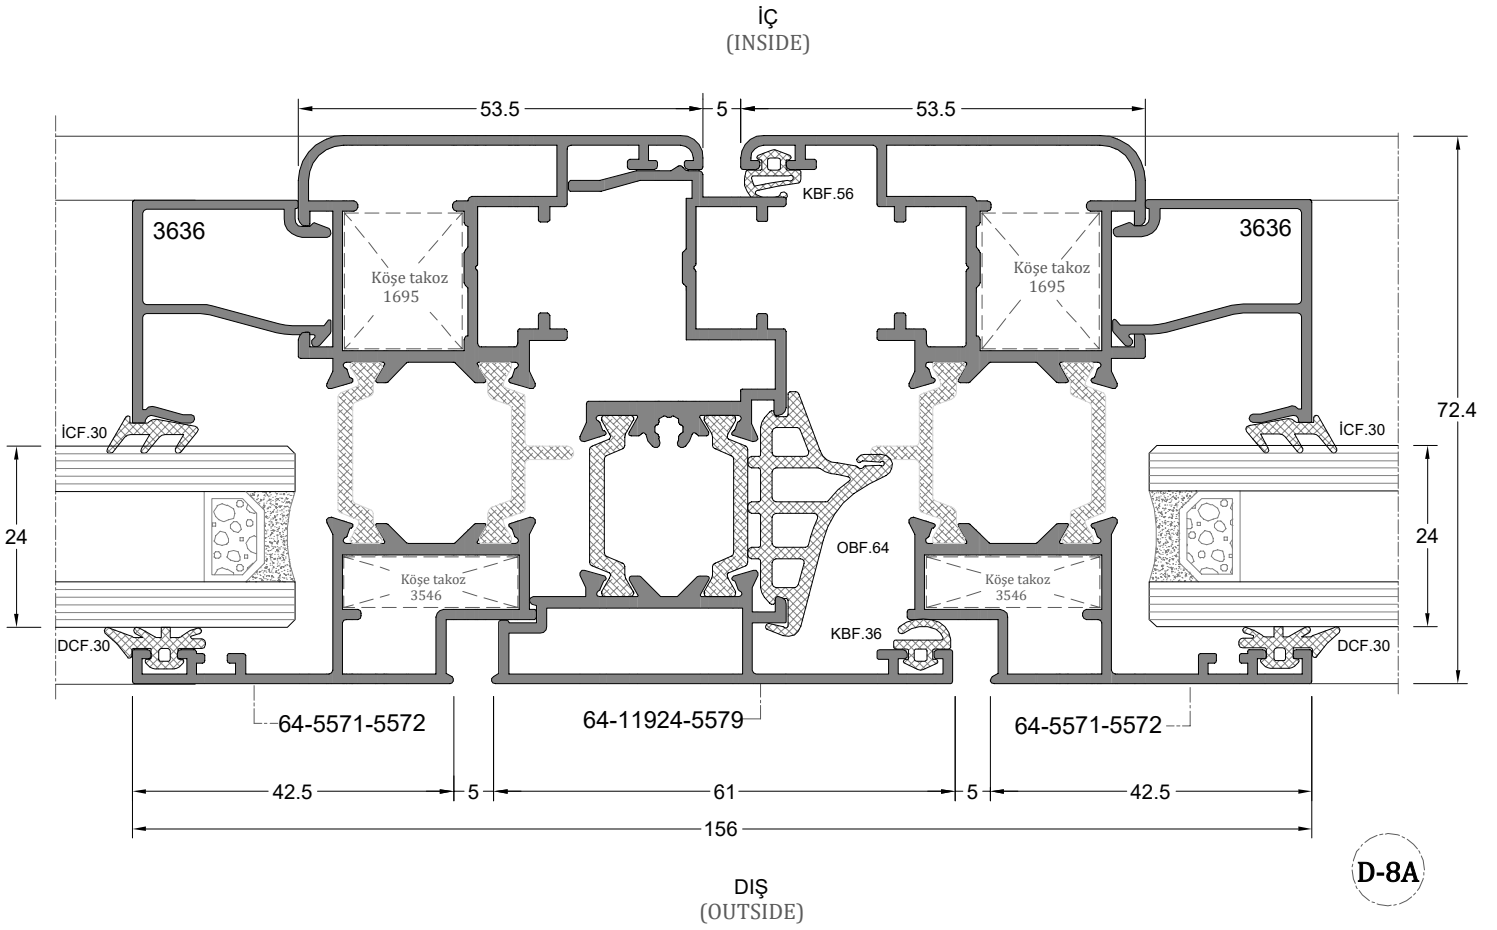 İÇ
(INSIDE)
53.5
5
53.5
KBF.56
3636
3636
Köşe takoz
1695
Köşe takoz
1695
72.4
İCF.30
İCF.30
24
24
OBF.64
Köşe takoz
3546
Köşe takoz
3546
KBF.36
DCF.30
DCF.30
64-5571-5572
64-11924-5579
64-5571-5572
42.5
5
61
5
42.5
156
D-8A
DIŞ
(OUTSIDE)